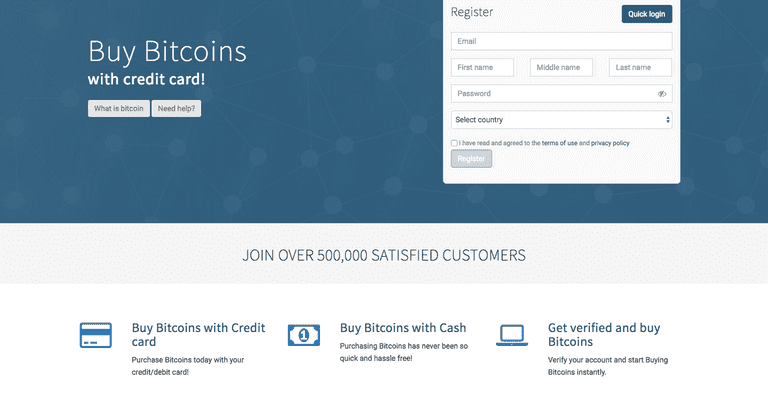 Buy Bitcoins
with credit card!
What is bitcoin
Need help?
Register
Quick login
Email
First name
Middle name
Last name
Password
Select country
I have read and agreed to the terms of use and privacy policy
Register
JOIN OVER 500,000 SATISFIED CUSTOMERS
Buy Bitcoins with Credit
card
Purchase Bitcoins today with your
credit/debit card!
1
Buy Bitcoins with Cash
Purchasing Bitcoins has never been so
quick and hassle free!
Get verified and buy
Bitcoins
Verify your account and start Buying
Bitcoins instantly.